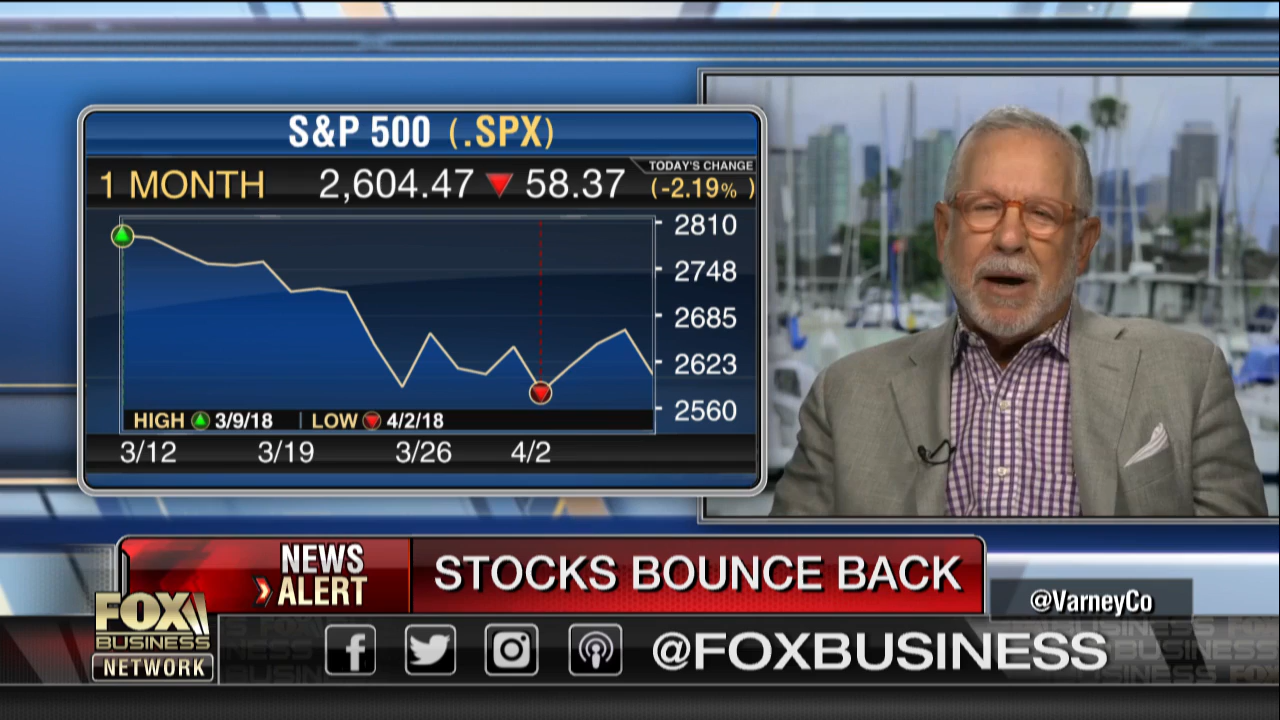 S&P 500 (.SPX)
TODAY'S CHANGE
1 MONTH 2,604.47 58.37 (-2.19% )
2810
2748
2685
2623
2560
HIGH 3/9/18 | LOW 4/2/18
3/12 3/19 3/26 4/2
NEWS
ALERT
STOCKS BOUNCE BACK
@VarneyCo
FOX
BUSINESS
NETWORK
@FOXBUSINESS